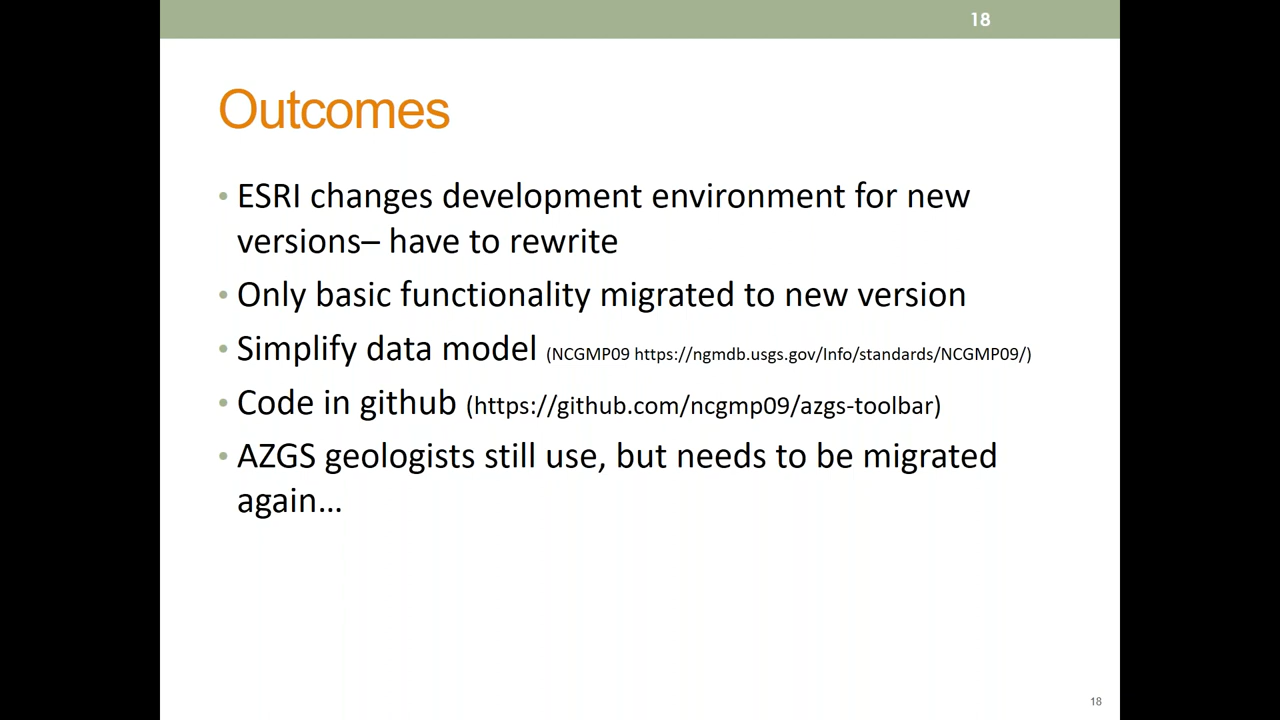 18
Outcomes
• ESRI changes development environment for new
versions– have to rewrite
• Only basic functionality migrated to new version
• Simplify data model (NCGMP09 https://ngmdb.usgs.gov/Info/standards/NCGMP09/)
• Code in github (https://github.com/ncgmp09/azgs-toolbar)
• AZGS geologists still use, but needs to be migrated
again…
18